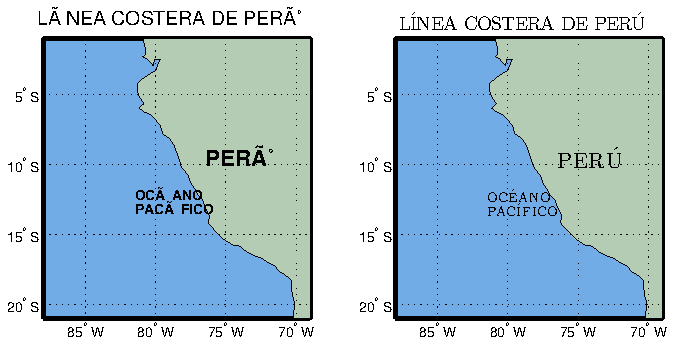 LÃ NEA COSTERA DE PERÃ°
5° S
10° S
15° S
20° S
85° W
80° W
75° W
70° W
PERÃ°
OCÃ ANO
PACÃ FICO
LÍNEA COSTERA DE PERÚ
5° S
10° S
15° S
20° S
85° W
80° W
75° W
70° W
PERÚ
OCÉANO
PACÍFICO